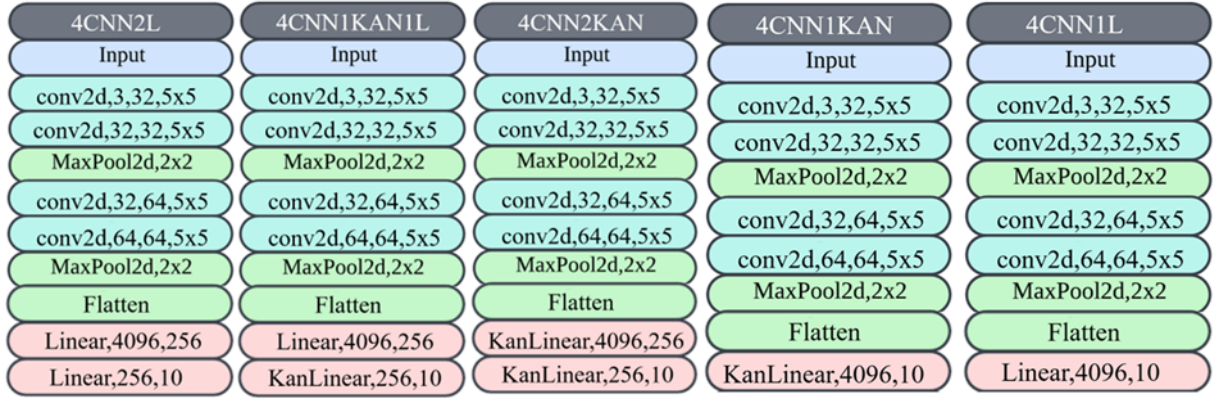 4CNN2L
Input
conv2d,3,32,5x5
conv2d,32,32,5x5
MaxPool2d,2x2
conv2d,32,64,5x5
conv2d,64,64,5x5
MaxPool2d,2x2
Flatten
Linear,4096,256
Linear,256,10
4CNN1KAN1L
Input
conv2d,3,32,5x5
conv2d,32,32,5x5
MaxPool2d,2x2
conv2d,32,64,5x5
conv2d,64,64,5x5
MaxPool2d,2x2
Flatten
Linear,4096,256
KanLinear,256,10
4CNN2KAN
Input
conv2d,3,32,5x5
conv2d,32,32,5x5
MaxPool2d,2x2
conv2d,32,64,5x5
conv2d,64,64,5x5
MaxPool2d,2x2
Flatten
KanLinear,4096,256
KanLinear,256,10
4CNN1KAN
Input
conv2d,3,32,5x5
conv2d,32,32,5x5
MaxPool2d,2x2
conv2d,32,64,5x5
conv2d,64,64,5x5
MaxPool2d,2x2
Flatten
KanLinear,4096,10
4CNN1L
Input
conv2d,3,32,5x5
conv2d,32,32,5x5
MaxPool2d,2x2
conv2d,32,64,5x5
conv2d,64,64,5x5
MaxPool2d,2x2
Flatten
Linear,4096,10